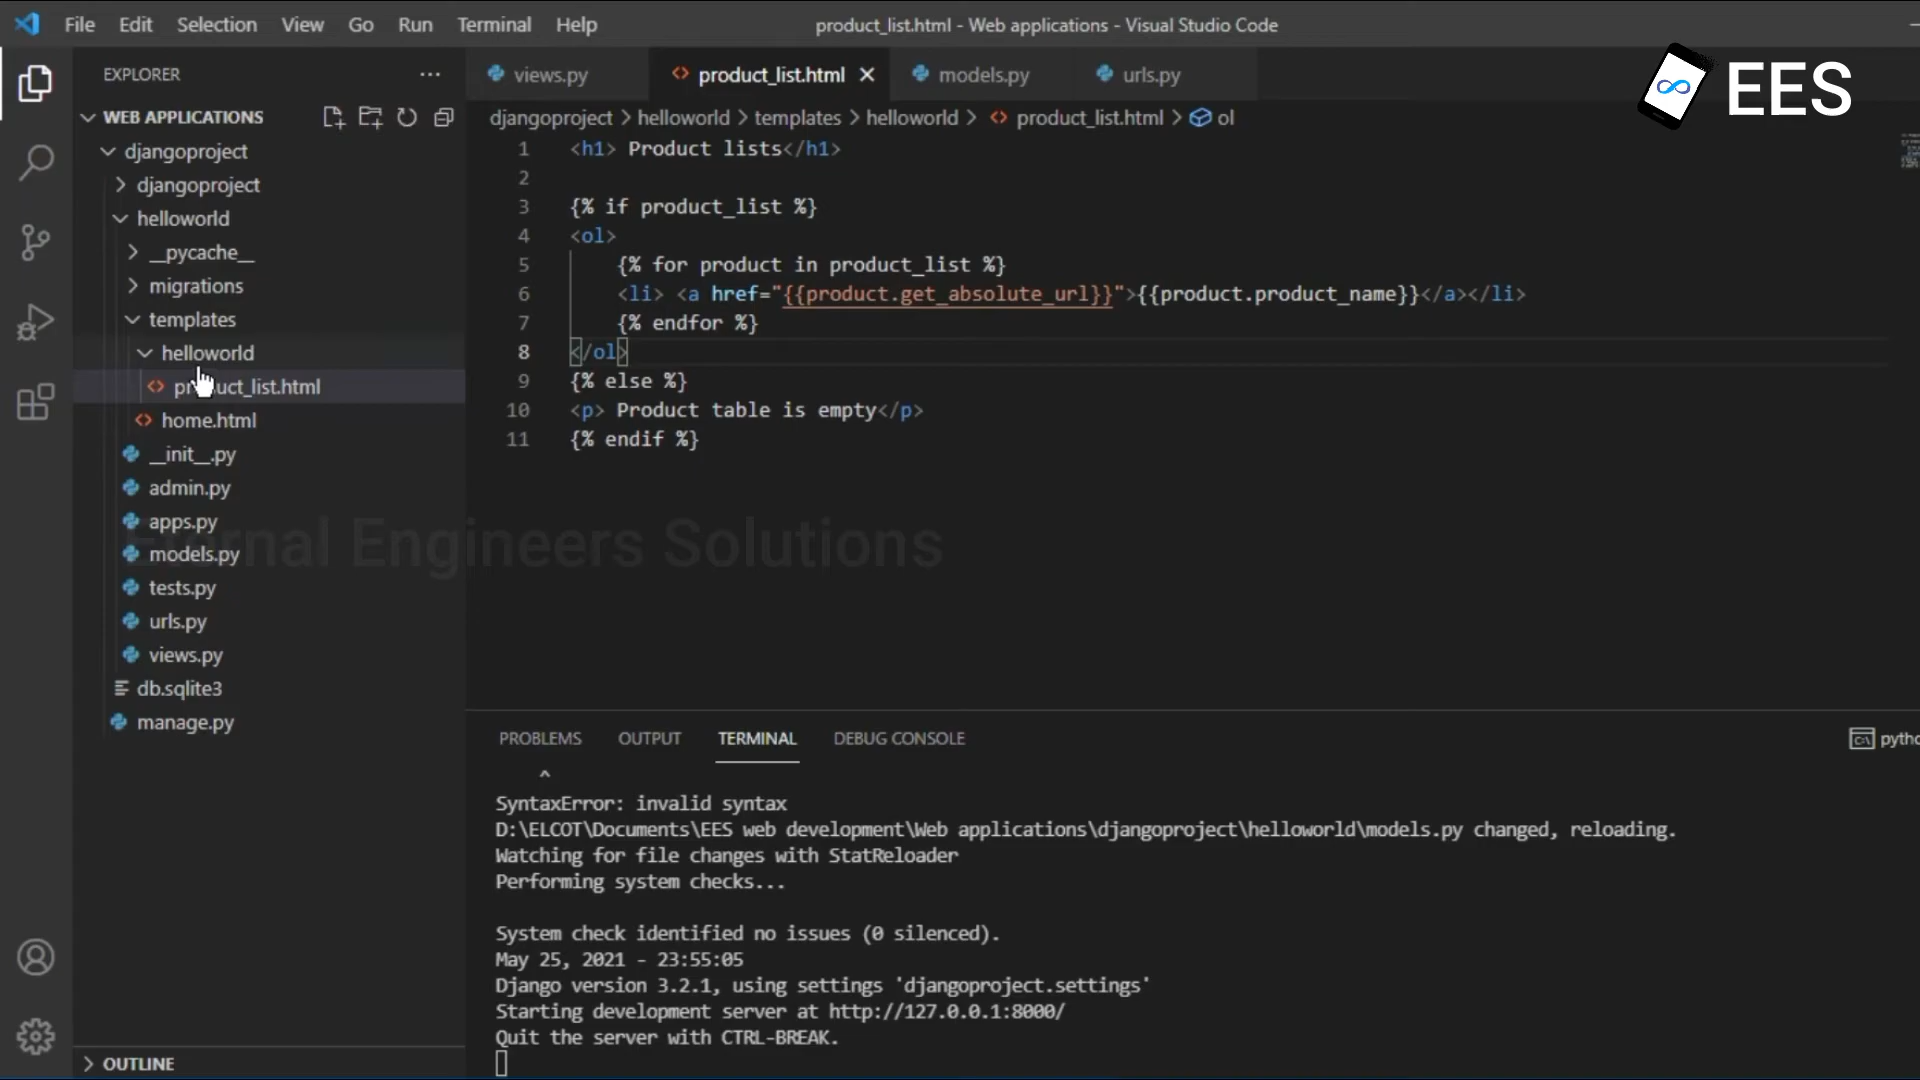 File Edit Selection View Go Run Terminal Help
product_list.html - Web applications - Visual Studio Code
EES
EXPLORER
WEB APPLICATIONS
djangoproject
djangoproject
helloworld
__pycache__
migrations
templates
helloworld
product_list.html
home.html
__init__.py
admin.py
apps.py
models.py
tests.py
urls.py
views.py
db.sqlite3
manage.py
OUTLINE
views.py product_list.html models.py urls.py
djangoproject > helloworld > templates > helloworld > product_list.html > ol
1 <h1> Product lists</h1>
2
3 {% if product_list %}
4 <ol>
5 {% for product in product_list %}
6 <li> <a href="{{product.get_absolute_url}}">{{product.product_name}}</a></li>
7 {% endfor %}
8 </ol>
9 {% else %}
10 <p> Product table is empty</p>
11 {% endif %}
Eternal Engineers Solutions
PROBLEMS OUTPUT TERMINAL DEBUG CONSOLE
^
SyntaxError: invalid syntax
D:\ELCOT\Documents\EES web development\Web applications\djangoproject\helloworld\models.py changed, reloading.
Watching for file changes with StatReloader
Performing system checks...
System check identified no issues (0 silenced).
May 25, 2021 - 23:55:05
Django version 3.2.1, using settings 'djangoproject.settings'
Starting development server at http://127.0.0.1:8000/
Quit the server with CTRL-BREAK.